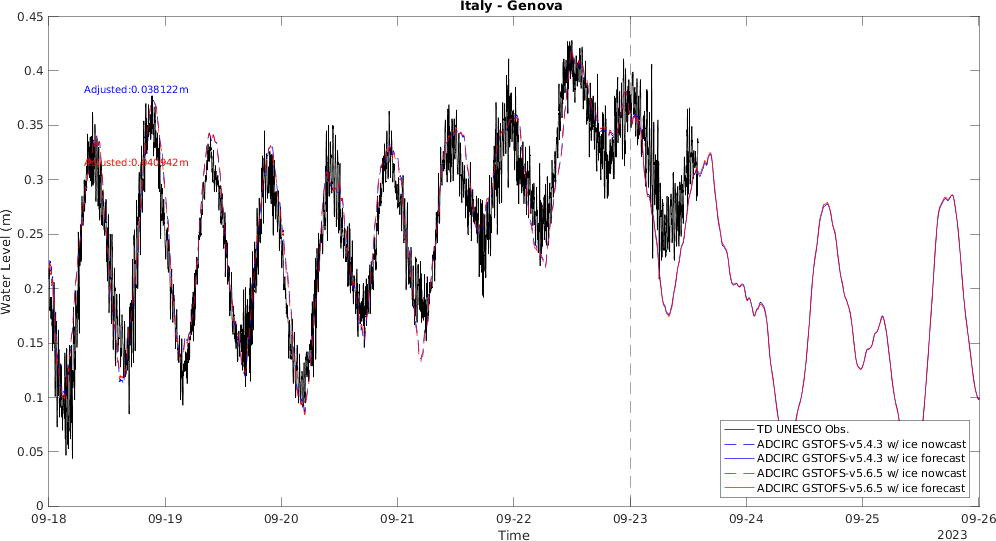 Italy - Genova
0.45
0.4
0.35
0.3
0.25
0.2
0.15
0.1
0.05
0
Water Level (m)
Adjusted:0.038122m
Adjusted:0.040942m
TD UNESCO Obs.
ADCIRC GSTOFS-v5.4.3 w/ ice nowcast
ADCIRC GSTOFS-v5.4.3 w/ ice forecast
ADCIRC GSTOFS-v5.6.5 w/ ice nowcast
ADCIRC GSTOFS-v5.6.5 w/ ice forecast
09-18 09-19 09-20 09-21 09-22 09-23 09-24 09-25 09-26
Time
2023